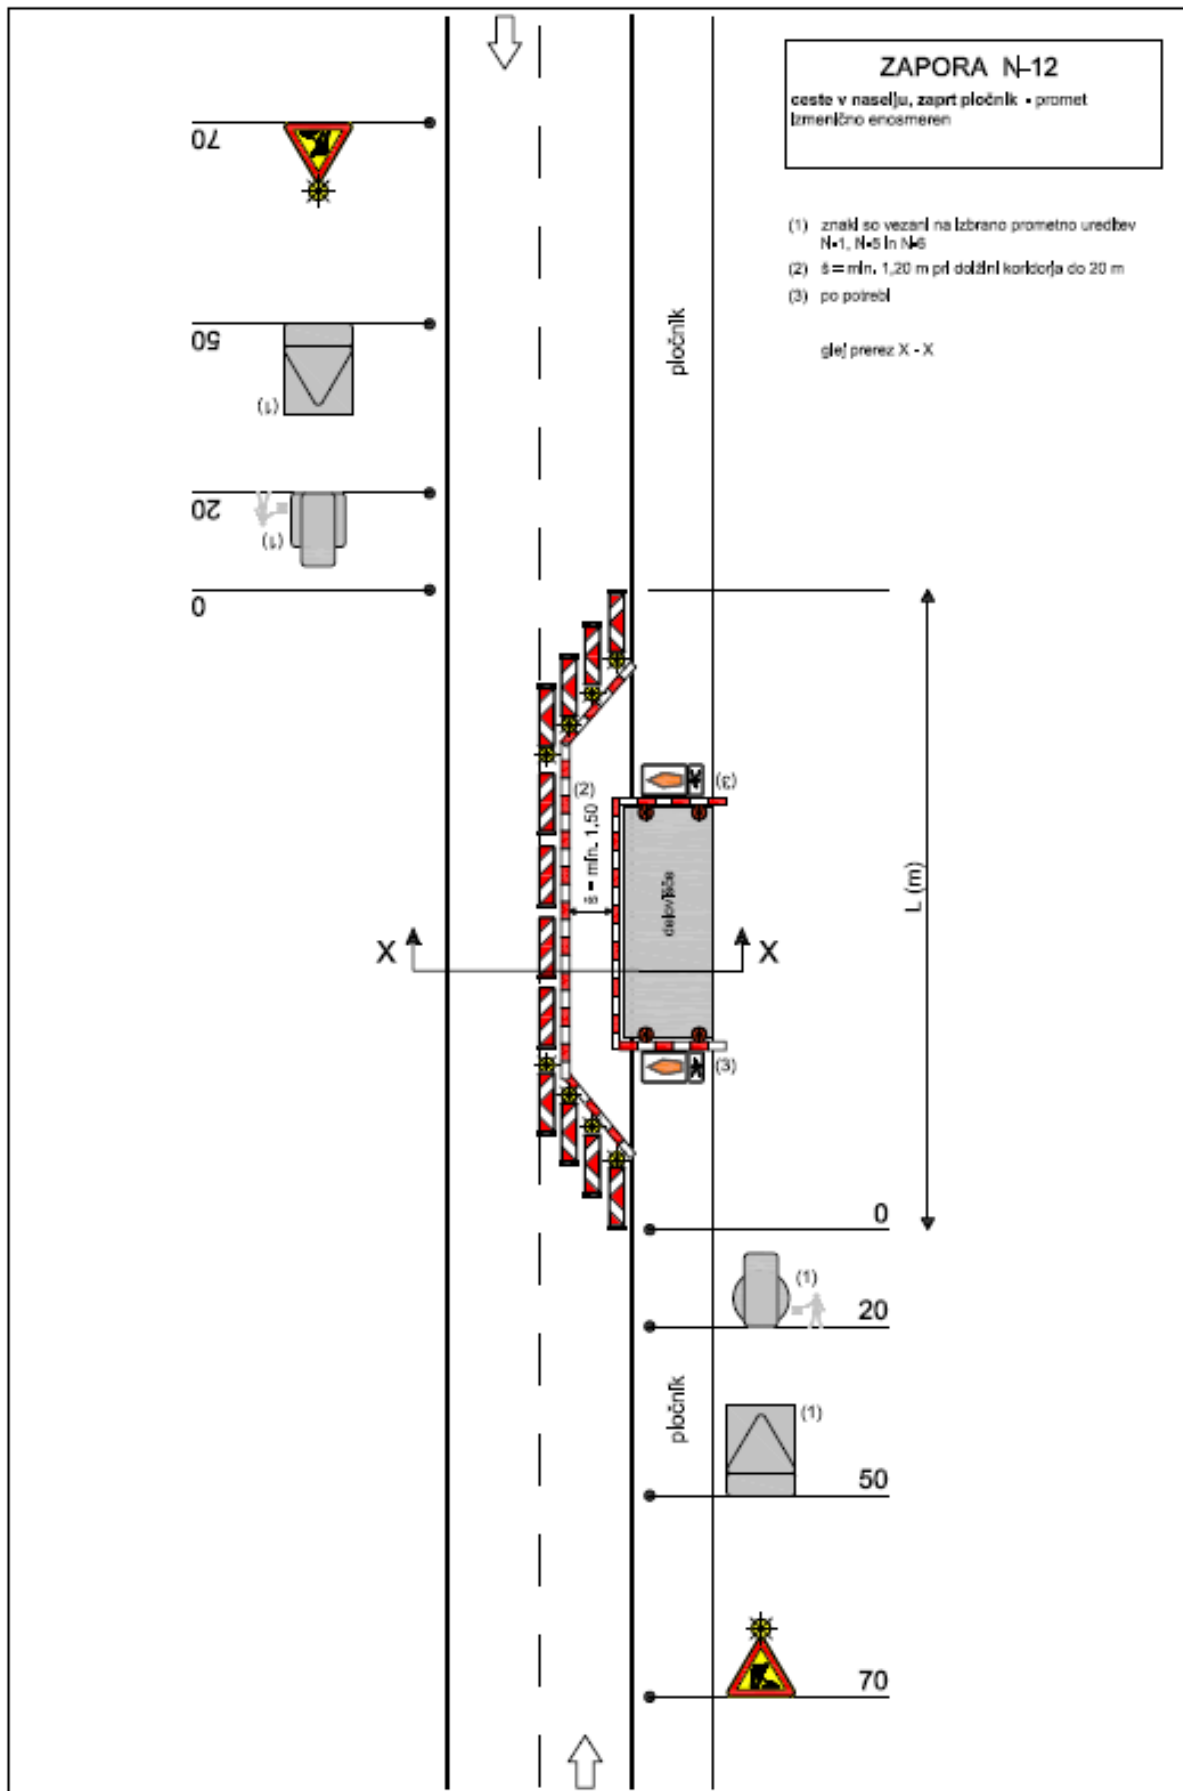 ZAPORA N-12
ceste v naselju, zaprt pločnik - promet
izmenično enosmeren
(1) znaki so vezani na izbrano prometno ureditev
N-1, N-5 in N-6
(2) š = min. 1,20 m pri dolžini koridorja do 20 m
(3) po potrebi
glej prerez X - X
70
50
(1)
20
(1)
0
pločnik
(2)
š = min. 1,50
(3)
delovišče
L (m)
X
X
(3)
0
(1)
20
pločnik
(1)
50
70